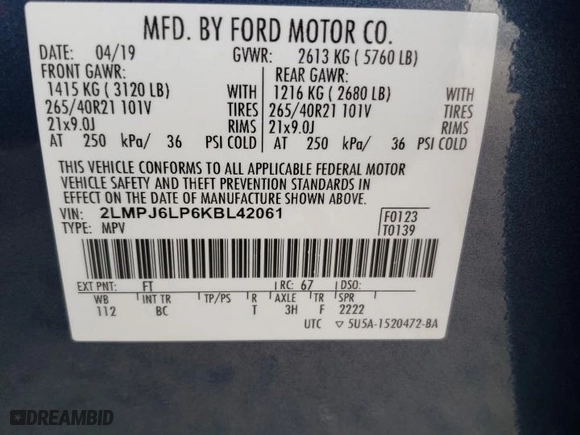 MFD. BY FORD MOTOR CO.
DATE: 04/19 GVWR: 2613 KG ( 5760 LB)
FRONT GAWR: REAR GAWR:
1415 KG ( 3120 LB) WITH 1216 KG ( 2680 LB) WITH
265/40R21 101V TIRES 265/40R21 101V TIRES
21x9.0J RIMS 21x9.0J RIMS
AT 250 kPa/ 36 PSI COLD AT 250 kPa/ 36 PSI COLD
THIS VEHICLE CONFORMS TO ALL APPLICABLE FEDERAL MOTOR
VEHICLE SAFETY AND THEFT PREVENTION STANDARDS IN
EFFECT ON THE DATE OF MANUFACTURE SHOWN ABOVE.
VIN: 2LMPJ6LP6KBL42061 F0123
TYPE: MPV T0139
EXT PNT: FT RC: 67 DSO:
WB INT TR TP/PS R AXLE TR SPR
112 BC T 3H F 2222
UTC ▽ 5U5A-1520472-BA
DREAMBID